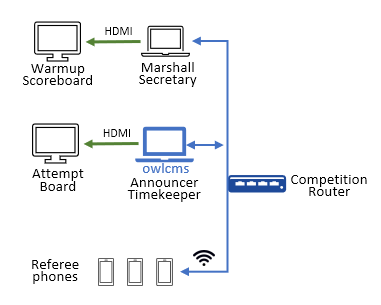 HDMI
Warmup
Scoreboard
Marshall
Secretary
HDMI
Attempt
Board
owlcms
Announcer
Timekeeper
Competition
Router
Referee
phones